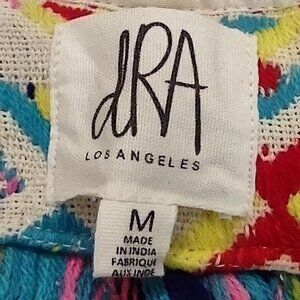 dRA
LOS ANGELES
M
MADE
IN INDIA
FABRIQUE
AUX INDE